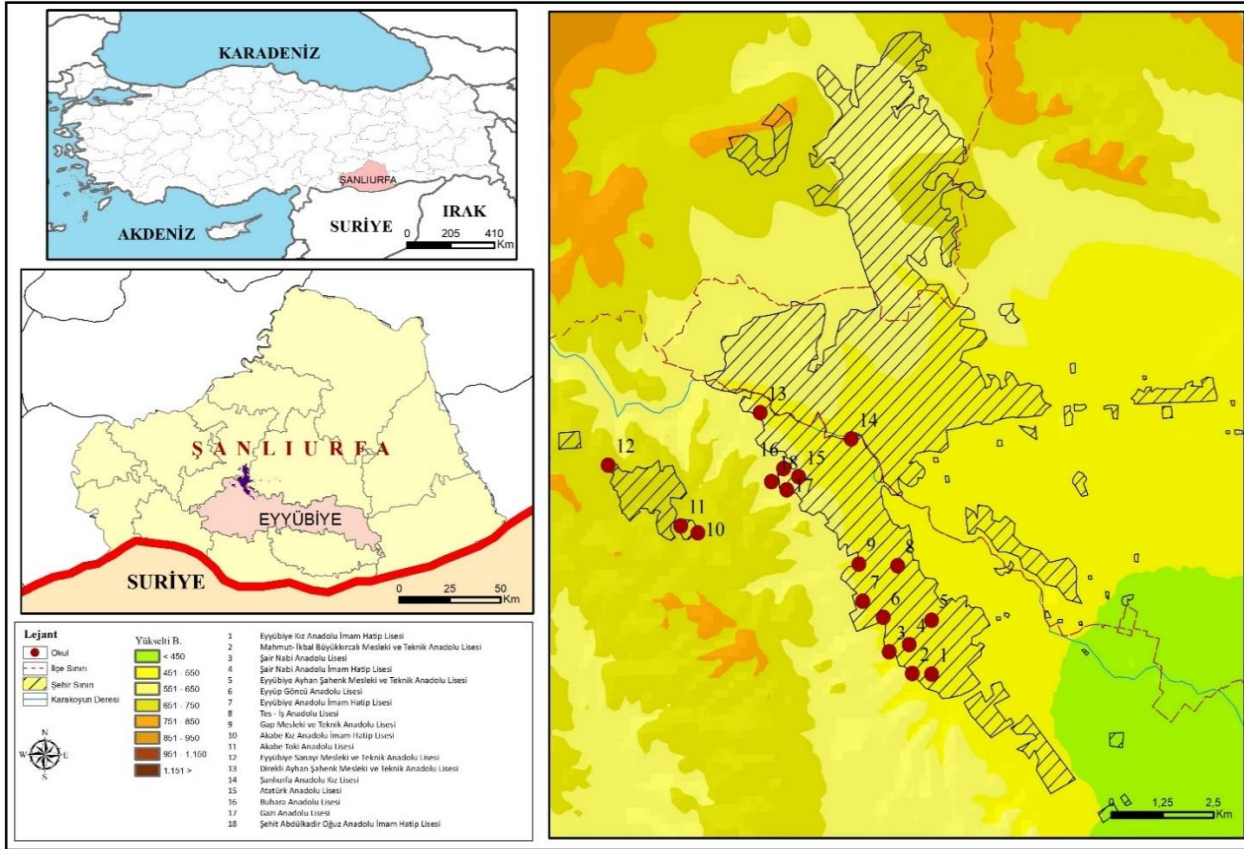 KARADENİZ
ŞANLIURFA
AKDENİZ
SURİYE
IRAK
0 205 410
Km
ŞANLIURFA
EYYÜBİYE
SURİYE
0 25 50
Km
Lejant
Okul
İlçe Sınırı
Şehir Sınırı
Karakoyun Deresi
N
W E
S
Yükselti B.
< 450
451 - 550
551 - 650
651 - 750
751 - 850
851 - 950
951 - 1.150
1.151 >
1 Eyyübiye Kız Anadolu İmam Hatip Lisesi
2 Mahmut- İkbal Büyükkırcalı Mesleki ve Teknik Anadolu Lisesi
3 Şair Nabi Anadolu Lisesi
4 Şair Nabi Anadolu İmam Hatip Lisesi
5 Eyyübiye Ayhan Şahenk Mesleki ve Teknik Anadolu Lisesi
6 Eyyüp Göncü Anadolu Lisesi
7 Eyyübiye Anadolu İmam Hatip Lisesi
8 Tes - İş Anadolu Lisesi
9 Gap Mesleki ve Teknik Anadolu Lisesi
10 Akabe Kız Anadolu İmam Hatip Lisesi
11 Akabe Toki Anadolu Lisesi
12 Eyyübiye Sanayi Mesleki ve Teknik Anadolu Lisesi
13 Direkli Ayhan Şahenk Mesleki ve Teknik Anadolu Lisesi
14 Şanlıurfa Anadolu Kız Lisesi
15 Atatürk Anadolu Lisesi
16 Buhara Anadolu Lisesi
17 Gazi Anadolu Lisesi
18 Şehit Abdülkadir Oğuz Anadolu İmam Hatip Lisesi
13
14
12
16
18
15
17
11
10
9
8
7
6
5
4
3
2
1
0 1,25 2,5
Km